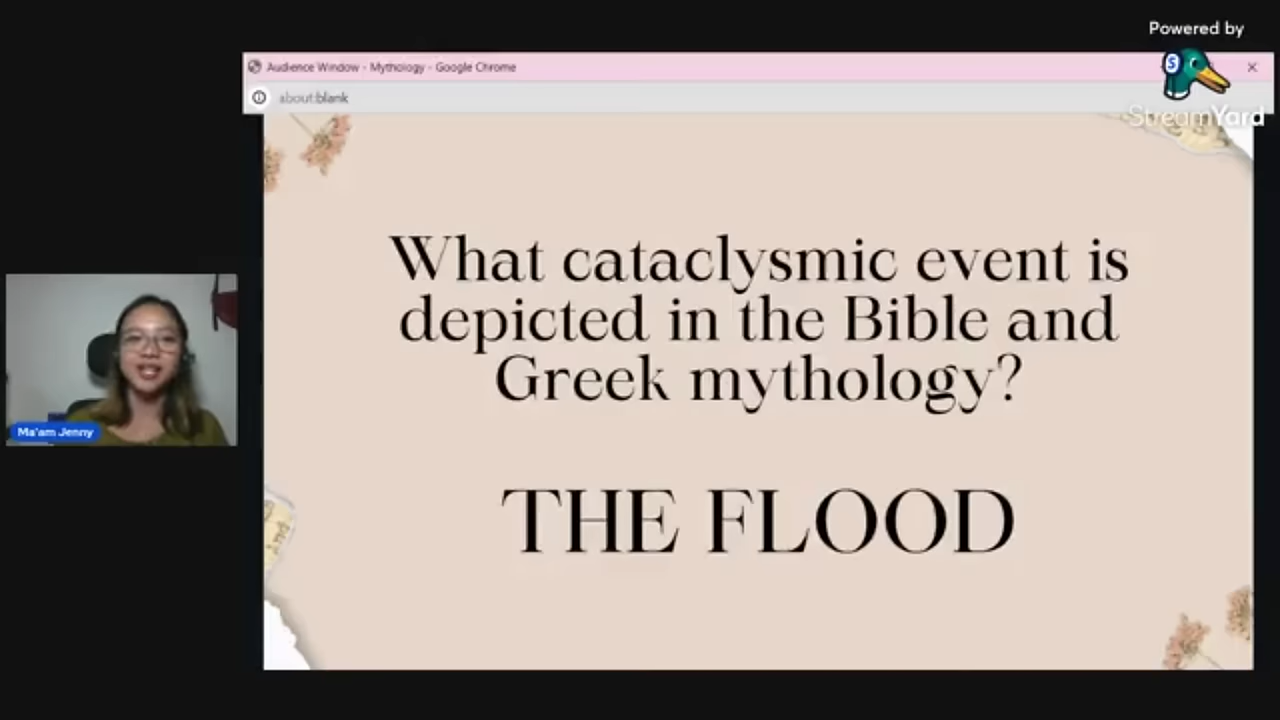 Powered by
StreamYard
Audience Window - Mythology - Google Chrome
about:blank
What cataclysmic event is
depicted in the Bible and
Greek mythology?
THE FLOOD
Ma'am Jenny